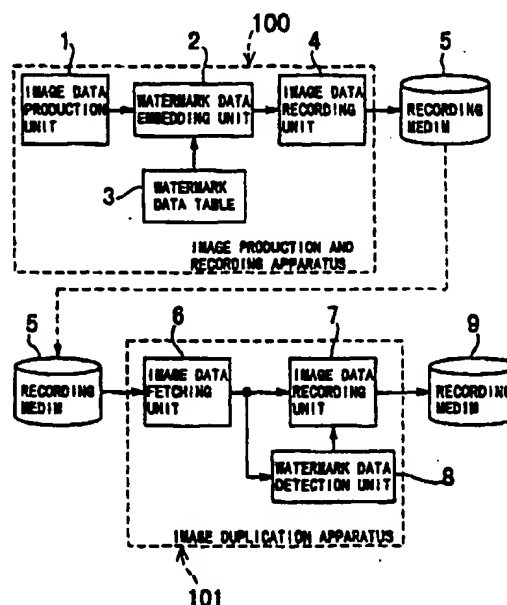 100
1
2
4
5
IMAGE DATA
PRODUCTION
UNIT
WATERMARK DATA
EMBEDDING UNIT
IMAGE DATA
RECORDING
UNIT
RECORDING
MEDIM
3
WATERMARK
DATA TABLE
IMAGE PRODUCTION AND
RECORDING APPARATUS
5
6
7
9
RECORDING
MEDIM
IMAGE DATA
FETCHING
UNIT
IMAGE DATA
RECORDING
UNIT
RECORDING
MEDIM
WATERMARK DATA
DETECTION UNIT
8
IMAGE DUPLICATION APPARATUS
101